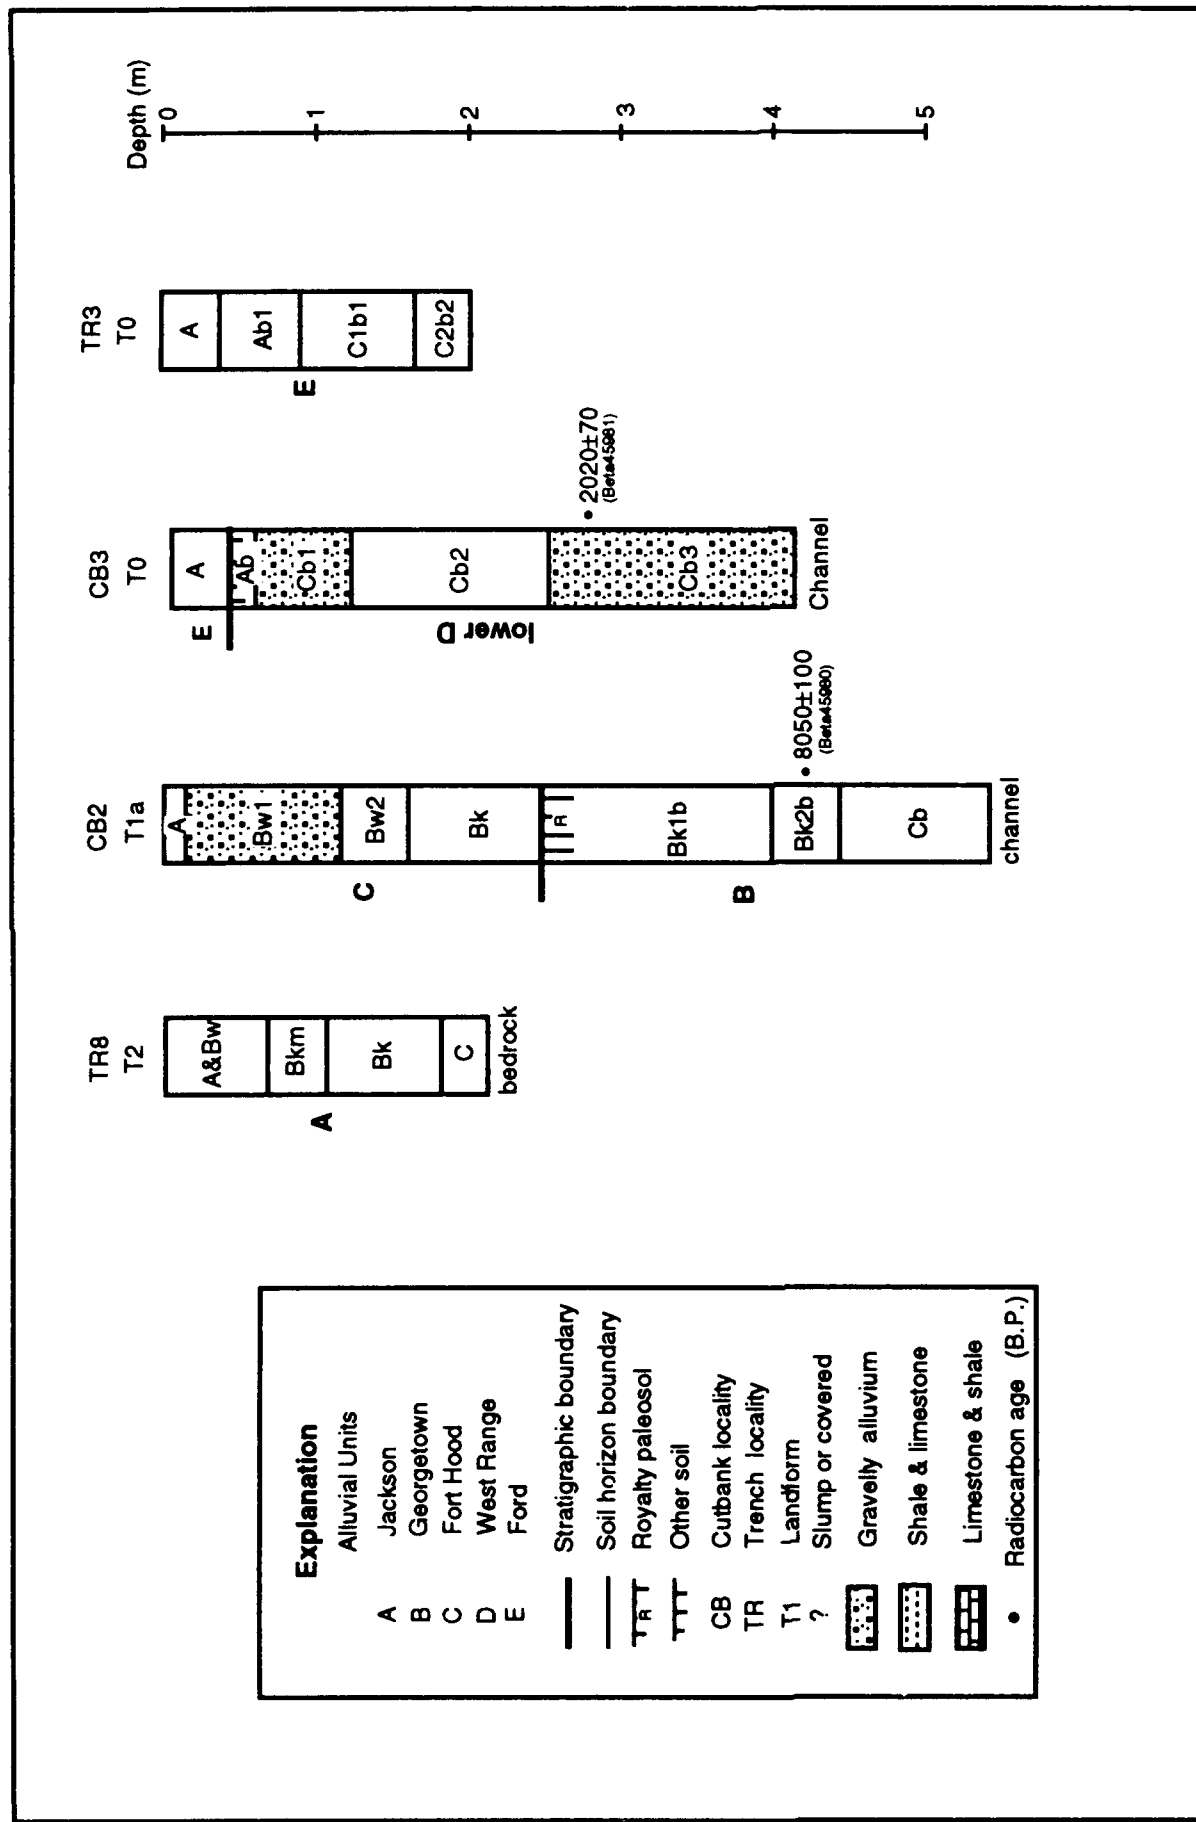 TR8
T2
A&Bw
Bkm
Bk
C
bedrock
A
CB2
T1a
A
Bw1
Bw2
Bk
R
Bk1b
Bk2b
Cb
channel
C
B
8050±100
(Beta45980)
CB3
T0
A
Ab
Cb1
Cb2
Cb3
Channel
E
lower D
2020±70
(Beta45981)
TR3
T0
A
Ab1
C1b1
C2b2
E
Depth (m)
0
1
2
3
4
5
Explanation
Alluvial Units
A Jackson
B Georgetown
C Fort Hood
D West Range
E Ford
Stratigraphic boundary
Soil horizon boundary
R Royalty paleosol
Other soil
CB Cutbank locality
TR Trench locality
T1 Landform
? Slump or covered
Gravelly alluvium
Shale & limestone
Limestone & shale
Radiocarbon age (B.P.)